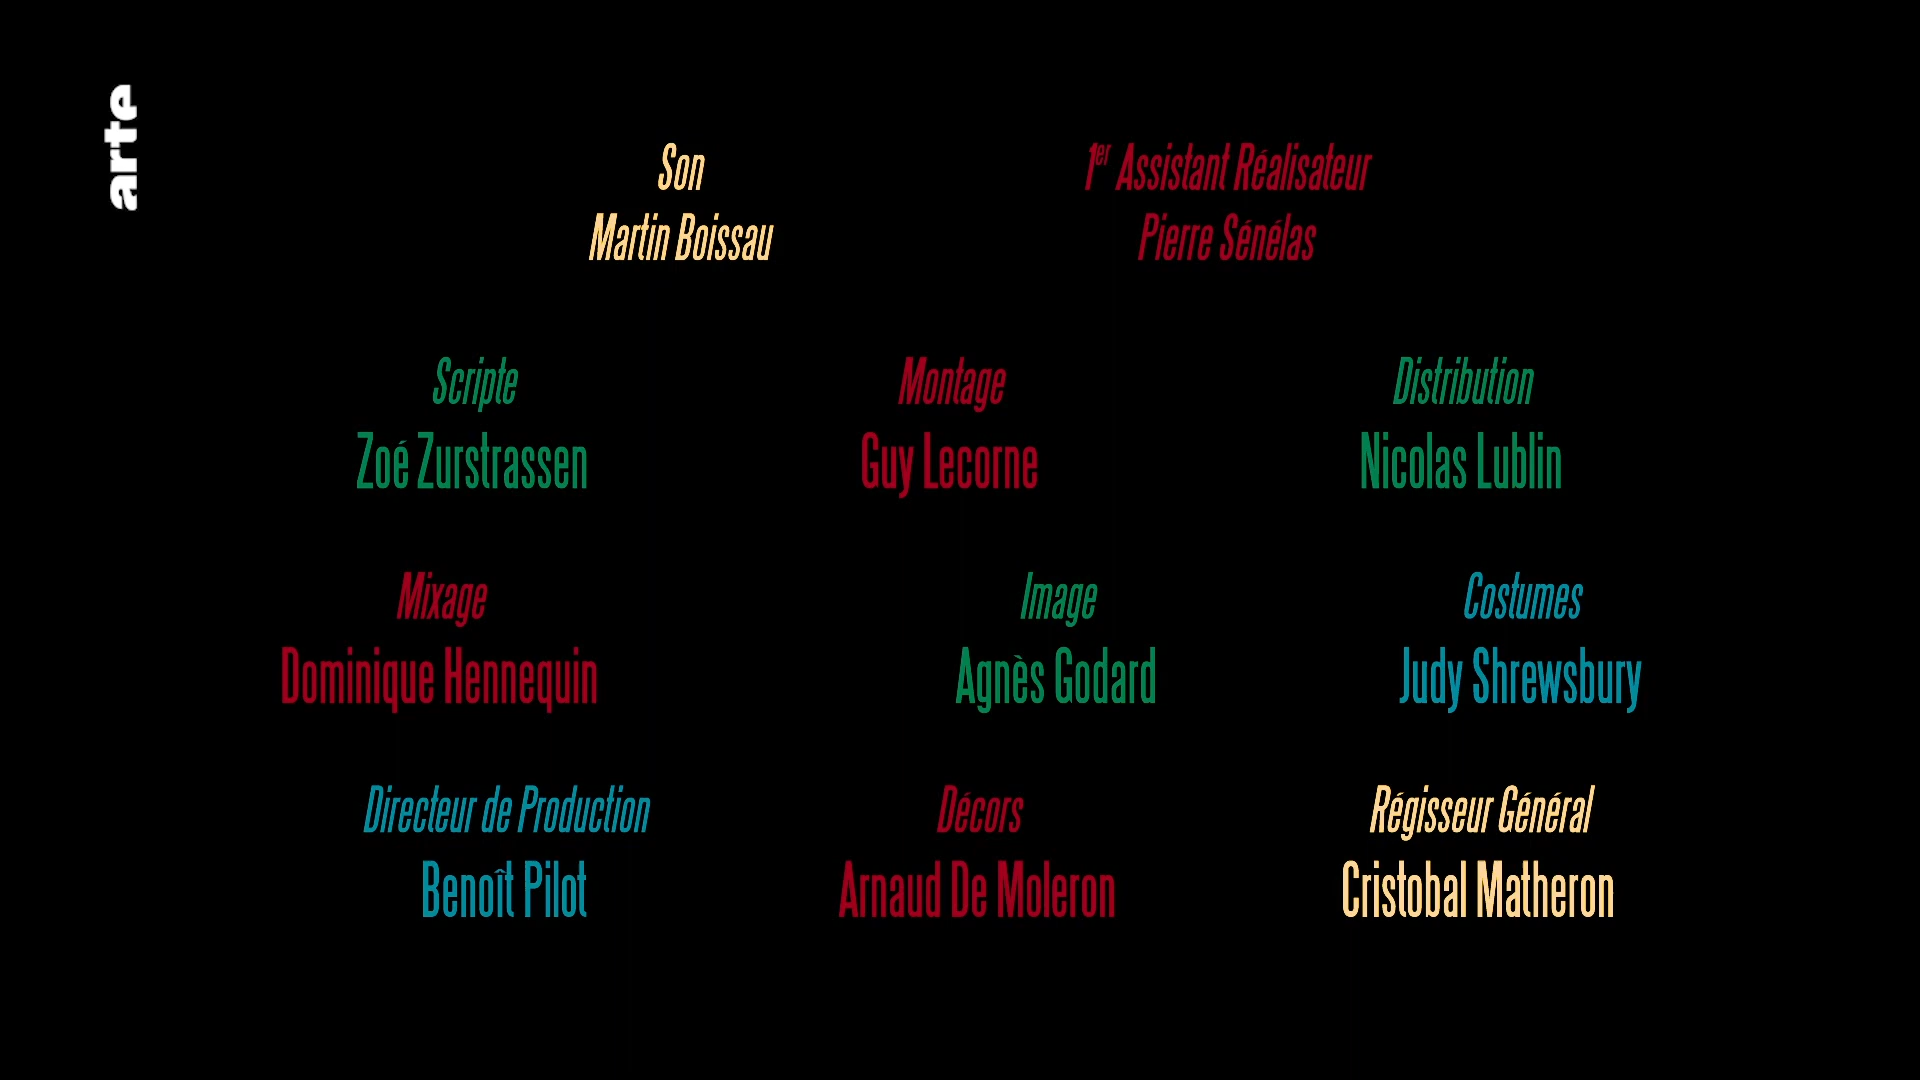 arte
Son
Martin Boissau
1er Assistant Réalisateur
Pierre Sénélas
Scripte
Zoé Zurstrassen
Montage
Guy Lecorne
Distribution
Nicolas Lublin
Mixage
Dominique Hennequin
Image
Agnès Godard
Costumes
Judy Shrewsbury
Directeur de Production
Benoît Pilot
Décors
Arnaud De Moleron
Régisseur Général
Cristobal Matheron